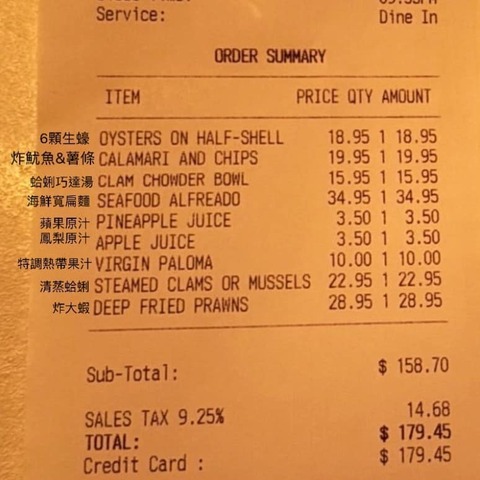 Service: Dine In
ORDER SUMMARY
ITEM PRICE QTY AMOUNT
6顆生蠔 OYSTERS ON HALF-SHELL 18.95 1 18.95
炸魷魚&薯條 CALAMARI AND CHIPS 19.95 1 19.95
蛤蜊巧達湯 CLAM CHOWDER BOWL 15.95 1 15.95
海鮮寬扁麵 SEAFOOD ALFREADO 34.95 1 34.95
蘋果原汁 PINEAPPLE JUICE 3.50 1 3.50
鳳梨原汁 APPLE JUICE 3.50 1 3.50
特調熱帶果汁 VIRGIN PALOMA 10.00 1 10.00
清蒸蛤蜊 STEAMED CLAMS OR MUSSELS 22.95 1 22.95
炸大蝦 DEEP FRIED PRAWNS 28.95 1 28.95
Sub-Total: $ 158.70
SALES TAX 9.25% 14.68
TOTAL: $ 179.45
Credit Card : $ 179.45